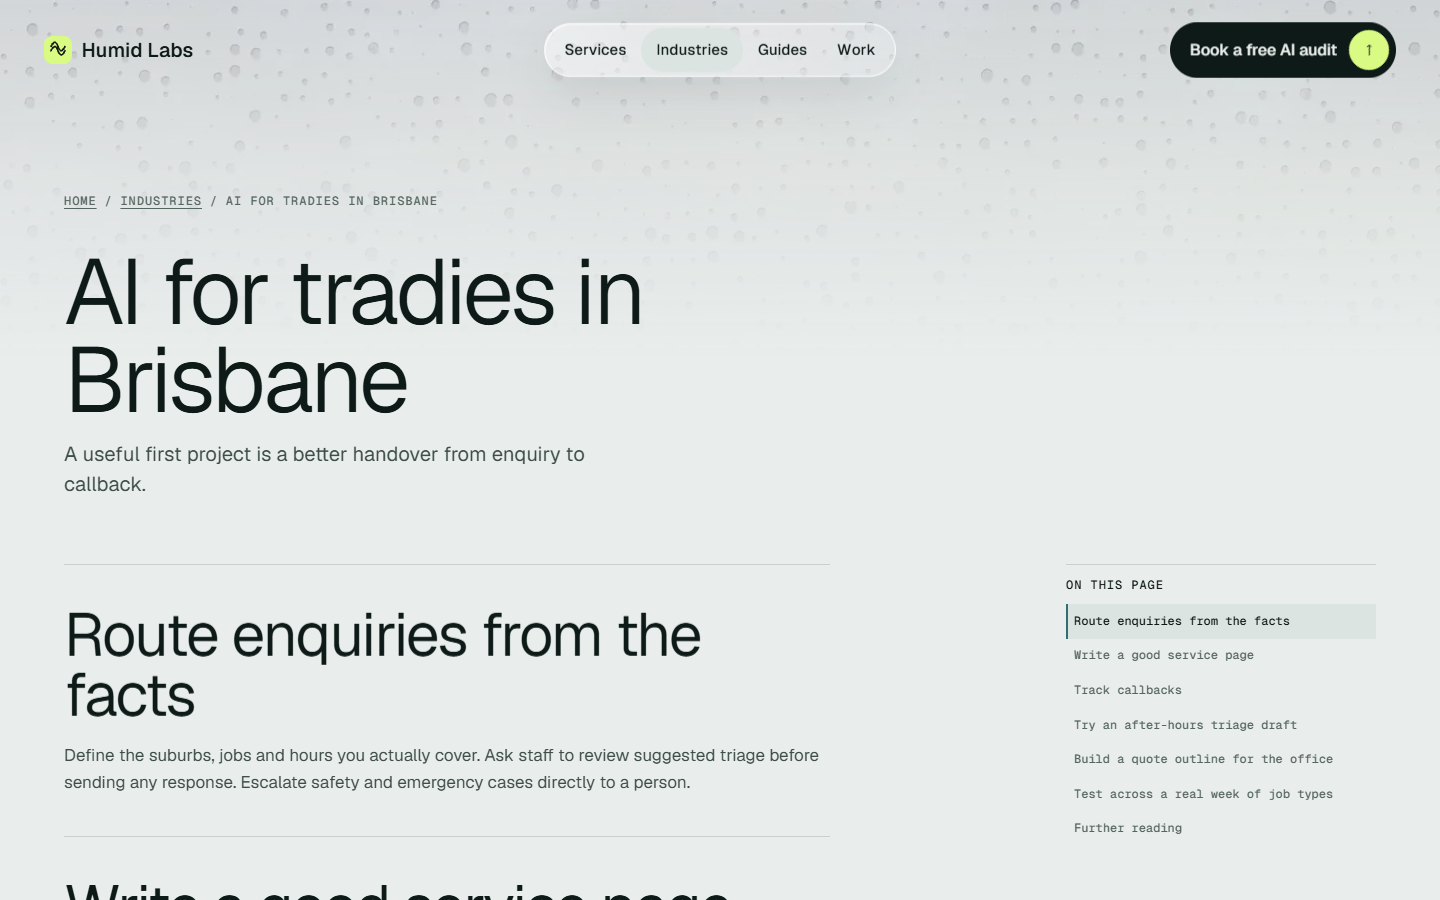 Humid Labs
Services
Industries
Guides
Work
Book a free AI audit ↑
HOME / INDUSTRIES / AI FOR TRADIES IN BRISBANE
AI for tradies in
Brisbane
A useful first project is a better handover from enquiry to
callback.
Route enquiries from the
facts
Define the suburbs, jobs and hours you actually cover. Ask staff to review suggested triage before
sending any response. Escalate safety and emergency cases directly to a person.
Write a good service page
ON THIS PAGE
Route enquiries from the facts
Write a good service page
Track callbacks
Try an after-hours triage draft
Build a quote outline for the office
Test across a real week of job types
Further reading